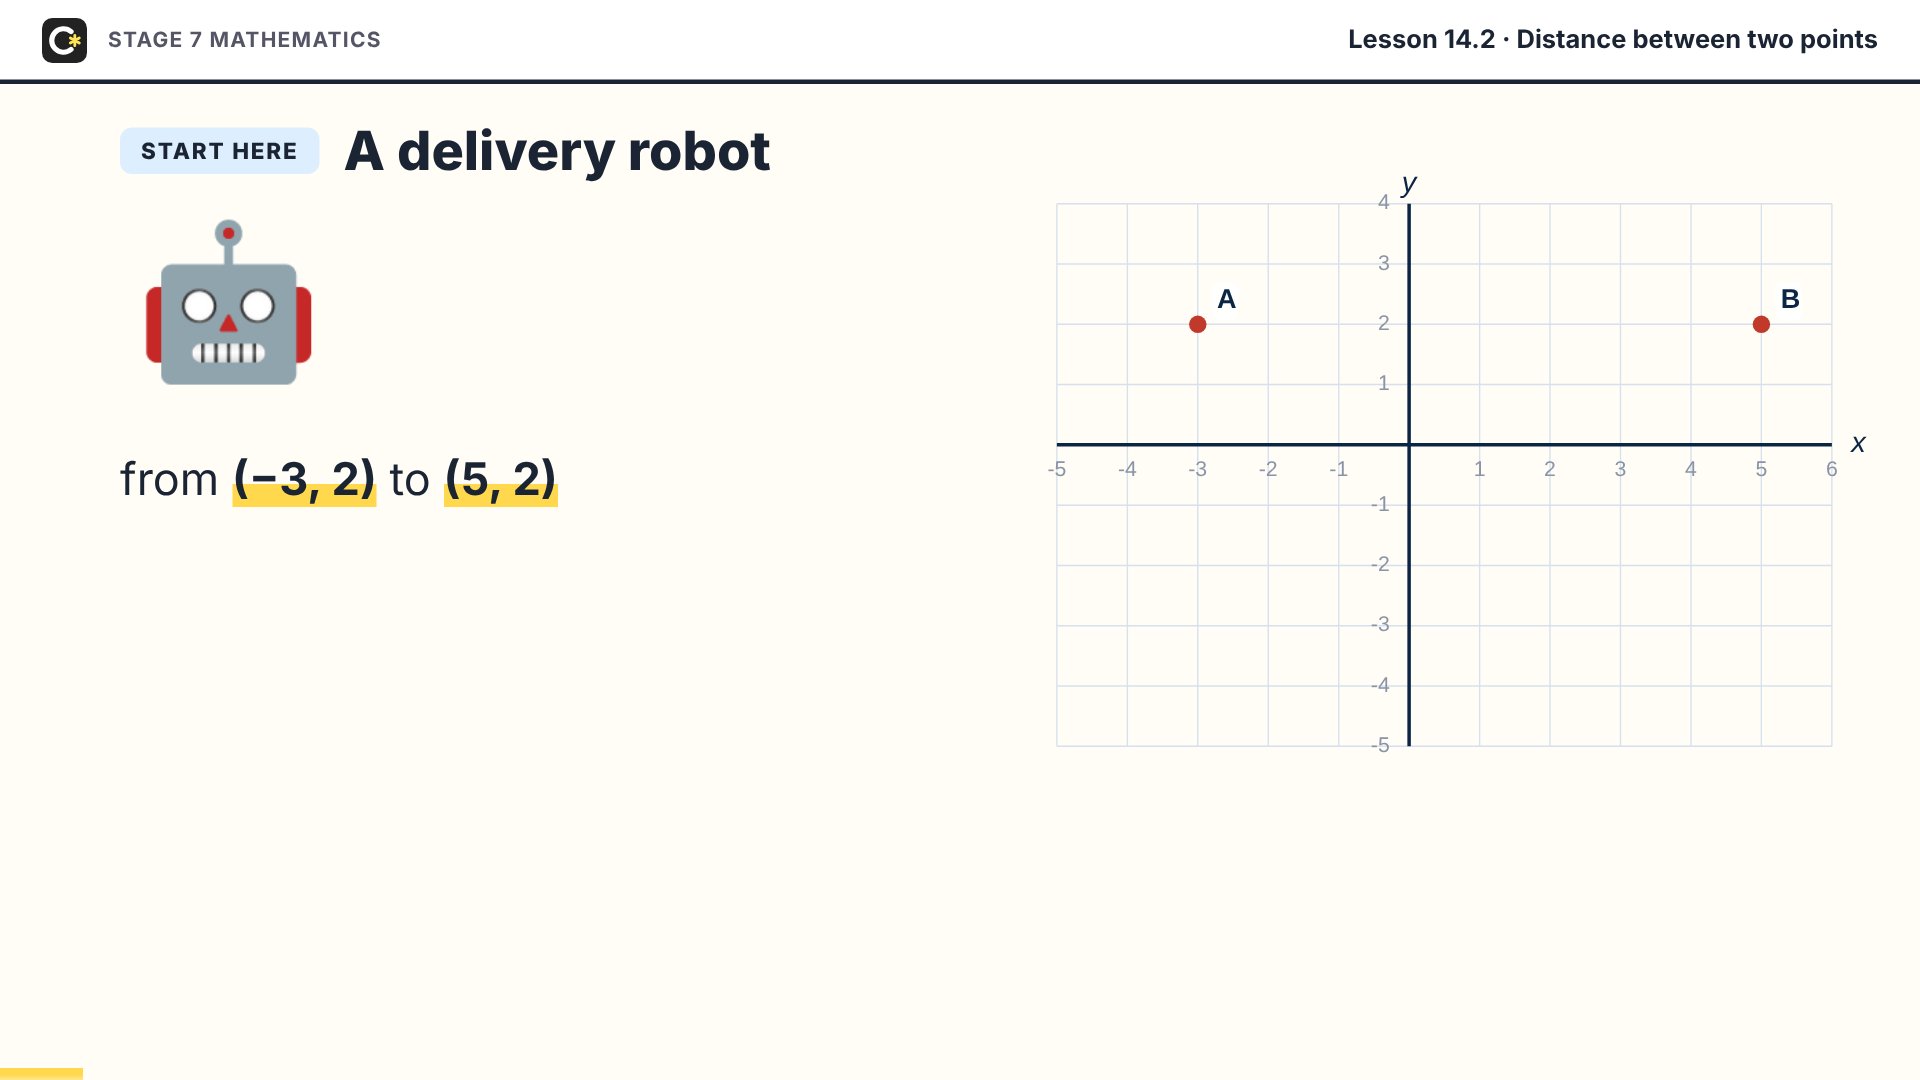 STAGE 7 MATHEMATICS
Lesson 14.2 · Distance between two points
START HERE
A delivery robot
from (−3, 2) to (5, 2)
y
4
3
A
B
2
1
x
-5 -4 -3 -2 -1 1 2 3 4 5 6
-1
-2
-3
-4
-5